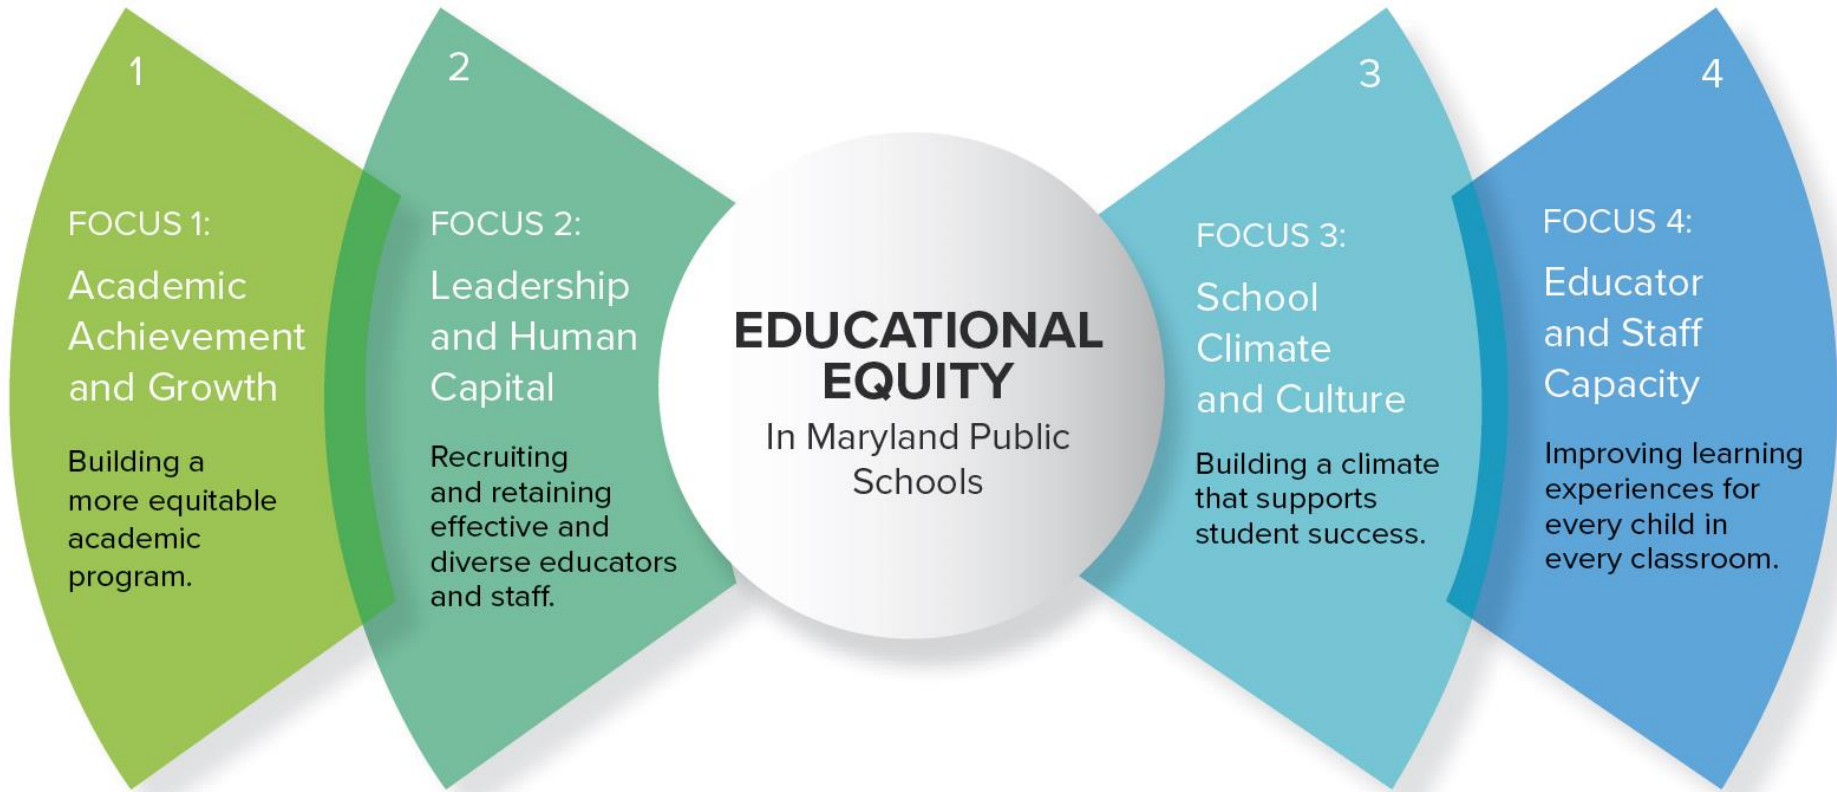 1
FOCUS 1:
Academic
Achievement
and Growth
Building a
more equitable
academic
program.
2
FOCUS 2:
Leadership
and Human
Capital
Recruiting
and retaining
effective and
diverse educators
and staff.
EDUCATIONAL
EQUITY
In Maryland Public
Schools
3
FOCUS 3:
School
Climate
and Culture
Building a climate
that supports
student success.
4
FOCUS 4:
Educator
and Staff
Capacity
Improving learning
experiences for
every child in
every classroom.